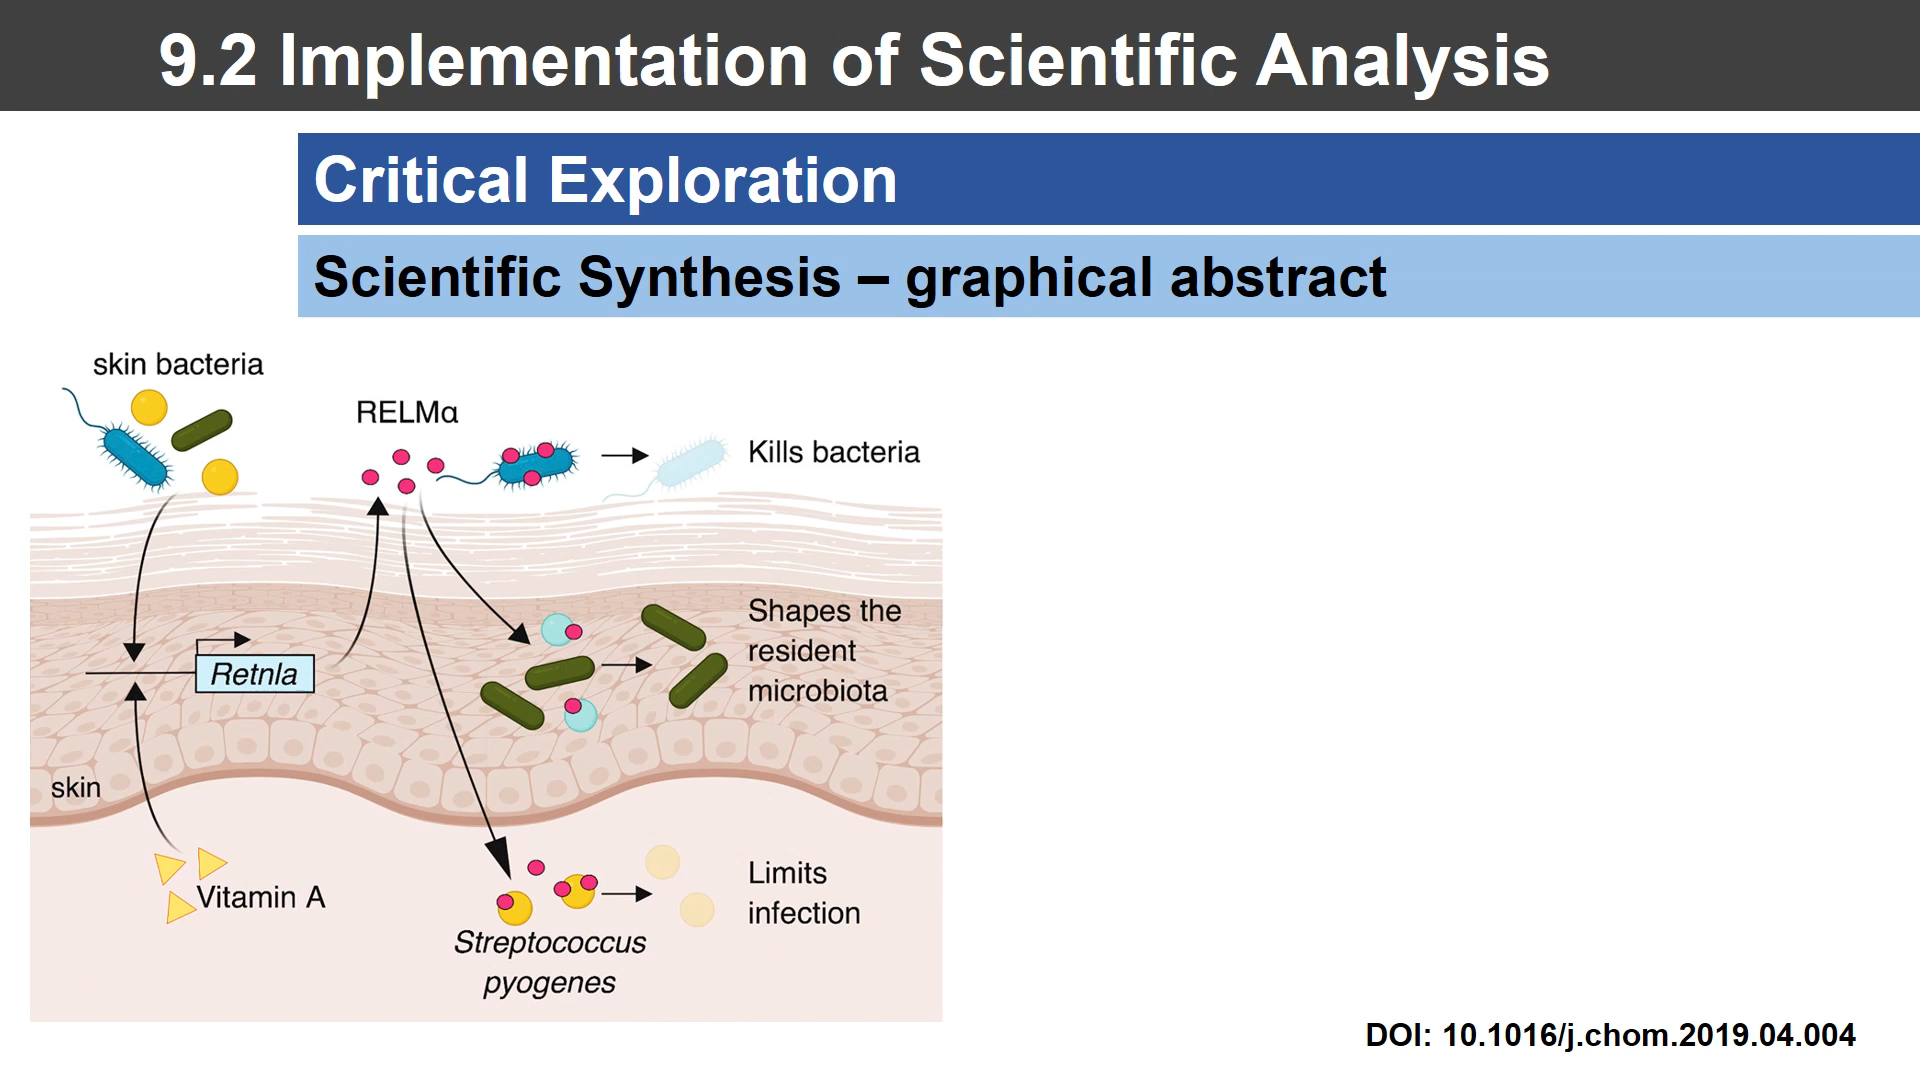 9.2 Implementation of Scientific Analysis
Critical Exploration
Scientific Synthesis – graphical abstract
skin bacteria
RELMα
Kills bacteria
Shapes the
resident
microbiota
Retnla
skin
Vitamin A
Limits
infection
Streptococcus
pyogenes
DOI: 10.1016/j.chom.2019.04.004